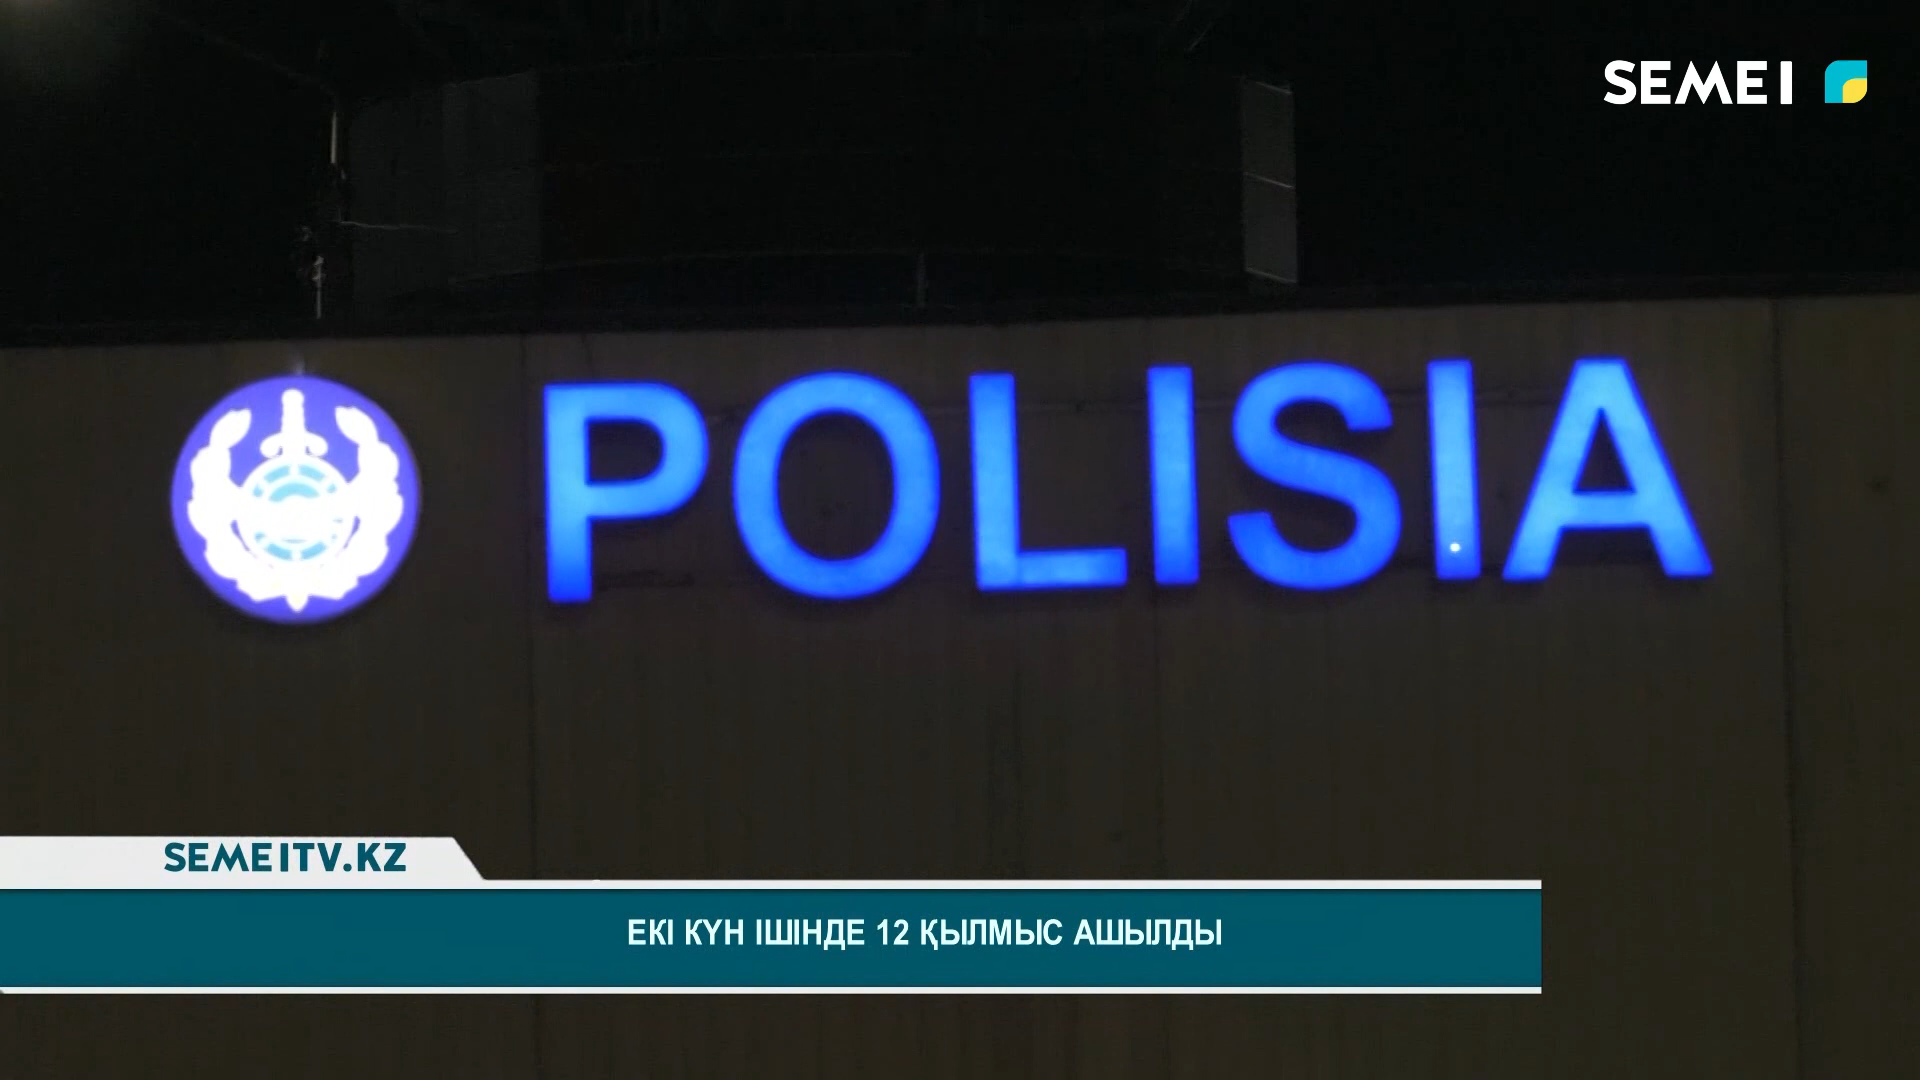 SEMEI
POLISIA
SEMEITV.KZ
ЕКІ КҮН ІШІНДЕ 12 ҚЫЛМЫС АШЫЛДЫ